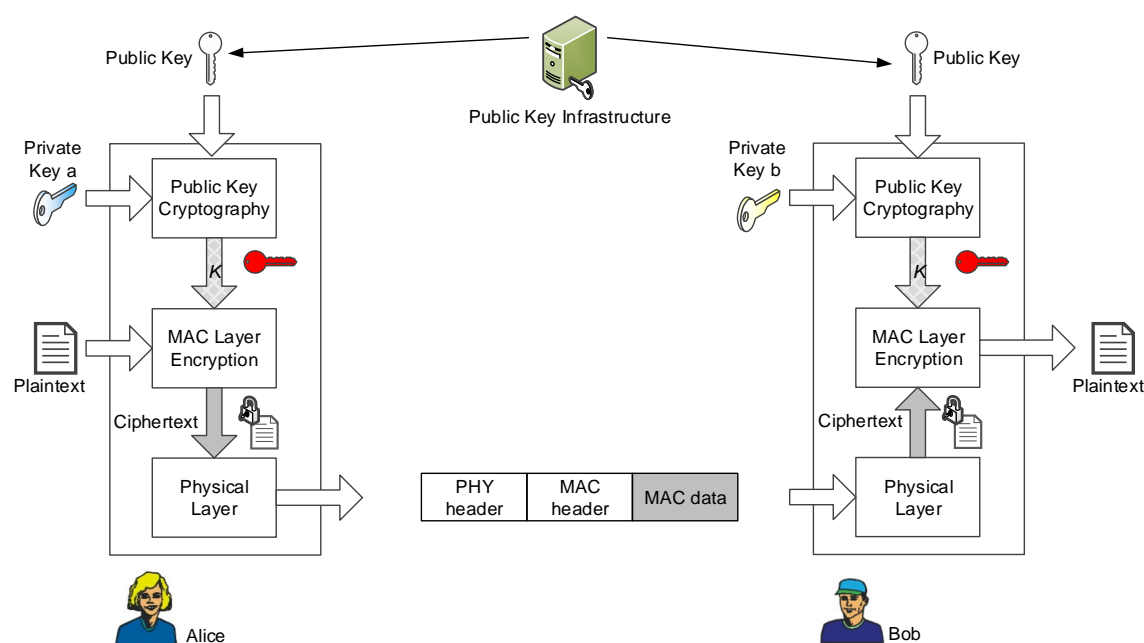 Public Key
Public Key
Public Key Infrastructure
Private
Key a
Public Key
Cryptography
K
MAC Layer
Encryption
Plaintext
Ciphertext
Physical
Layer
PHY
header
MAC
header
MAC data
Private
Key b
Public Key
Cryptography
K
MAC Layer
Encryption
Plaintext
Ciphertext
Physical
Layer
Alice
Bob